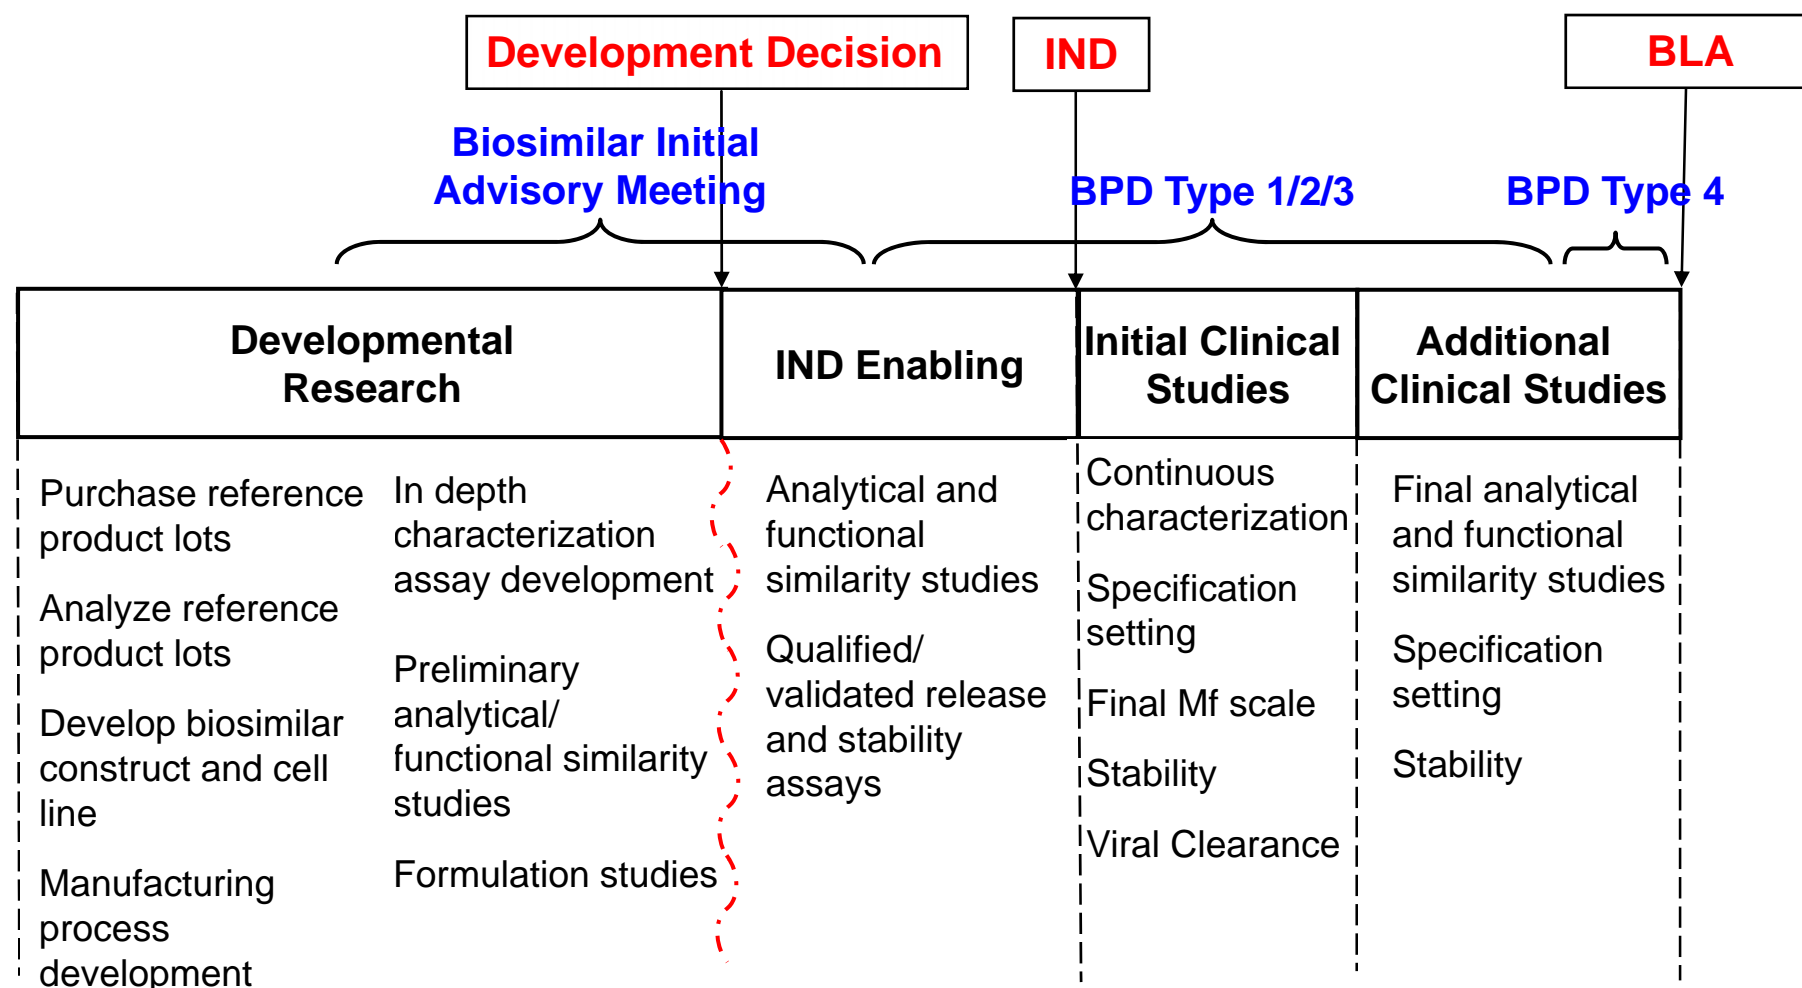 Development Decision
IND
BLA
Biosimilar Initial
Advisory Meeting
BPD Type 1/2/3
BPD Type 4
Developmental
Research
IND Enabling
Initial Clinical
Studies
Additional
Clinical Studies
Purchase reference
product lots
Analyze reference
product lots
Develop biosimilar
construct and cell
line
Manufacturing
process
development
In depth
characterization
assay development
Preliminary
analytical/
functional similarity
studies
Formulation studies
Analytical and
functional
similarity studies
Qualified/
validated release
and stability
assays
Continuous
characterization
Specification
setting
Final Mf scale
Stability
Viral Clearance
Final analytical
and functional
similarity studies
Specification
setting
Stability